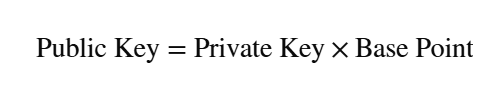 Public Key = Private Key × Base Point